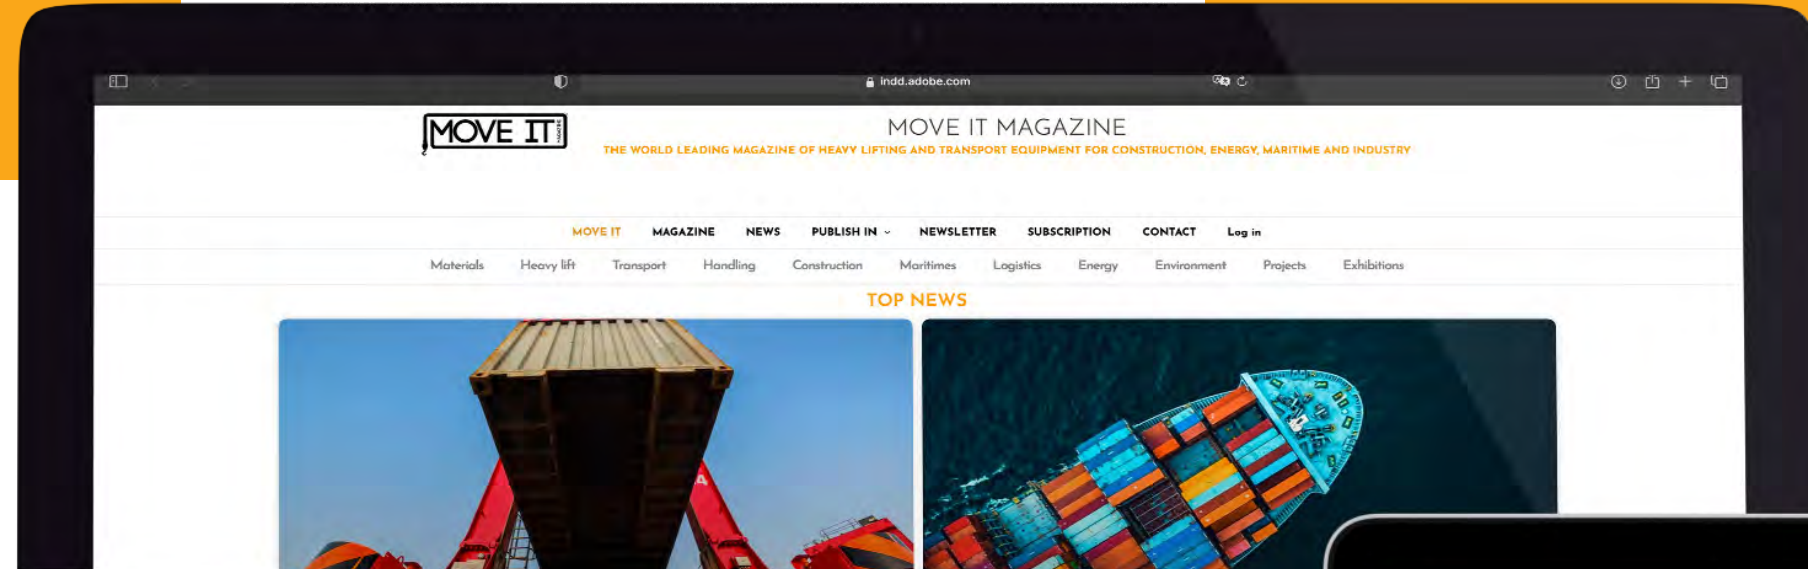 indd.adobe.com
MOVE IT
MOVE IT MAGAZINE
THE WORLD LEADING MAGAZINE OF HEAVY LIFTING AND TRANSPORT EQUIPMENT FOR CONSTRUCTION, ENERGY, MARITIME AND INDUSTRY
MOVE IT MAGAZINE NEWS PUBLISH IN NEWSLETTER SUBSCRIPTION CONTACT Log in
Materials Heavy lift Transport Handling Construction Maritimes Logistics Energy Environment Projects Exhibitions
TOP NEWS